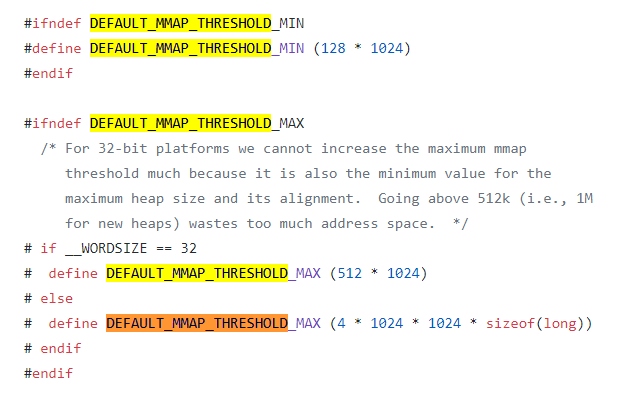 #ifndef DEFAULT_MMAP_THRESHOLD_MIN
#define DEFAULT_MMAP_THRESHOLD_MIN (128 * 1024)
#endif
#ifndef DEFAULT_MMAP_THRESHOLD_MAX
/* For 32-bit platforms we cannot increase the maximum mmap
threshold much because it is also the minimum value for the
maximum heap size and its alignment.  Going above 512k (i.e., 1M
for new heaps) wastes too much address space.  */
# if __WORDSIZE == 32
#  define DEFAULT_MMAP_THRESHOLD_MAX (512 * 1024)
# else
#  define DEFAULT_MMAP_THRESHOLD_MAX (4 * 1024 * 1024 * sizeof(long))
# endif
#endif